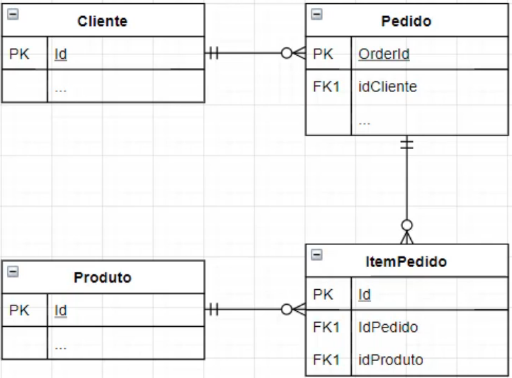 Cliente
PK Id
...
Pedido
PK OrderId
FK1 idCliente
...
Produto
PK Id
...
ItemPedido
PK Id
FK1 IdPedido
FK1 idProduto